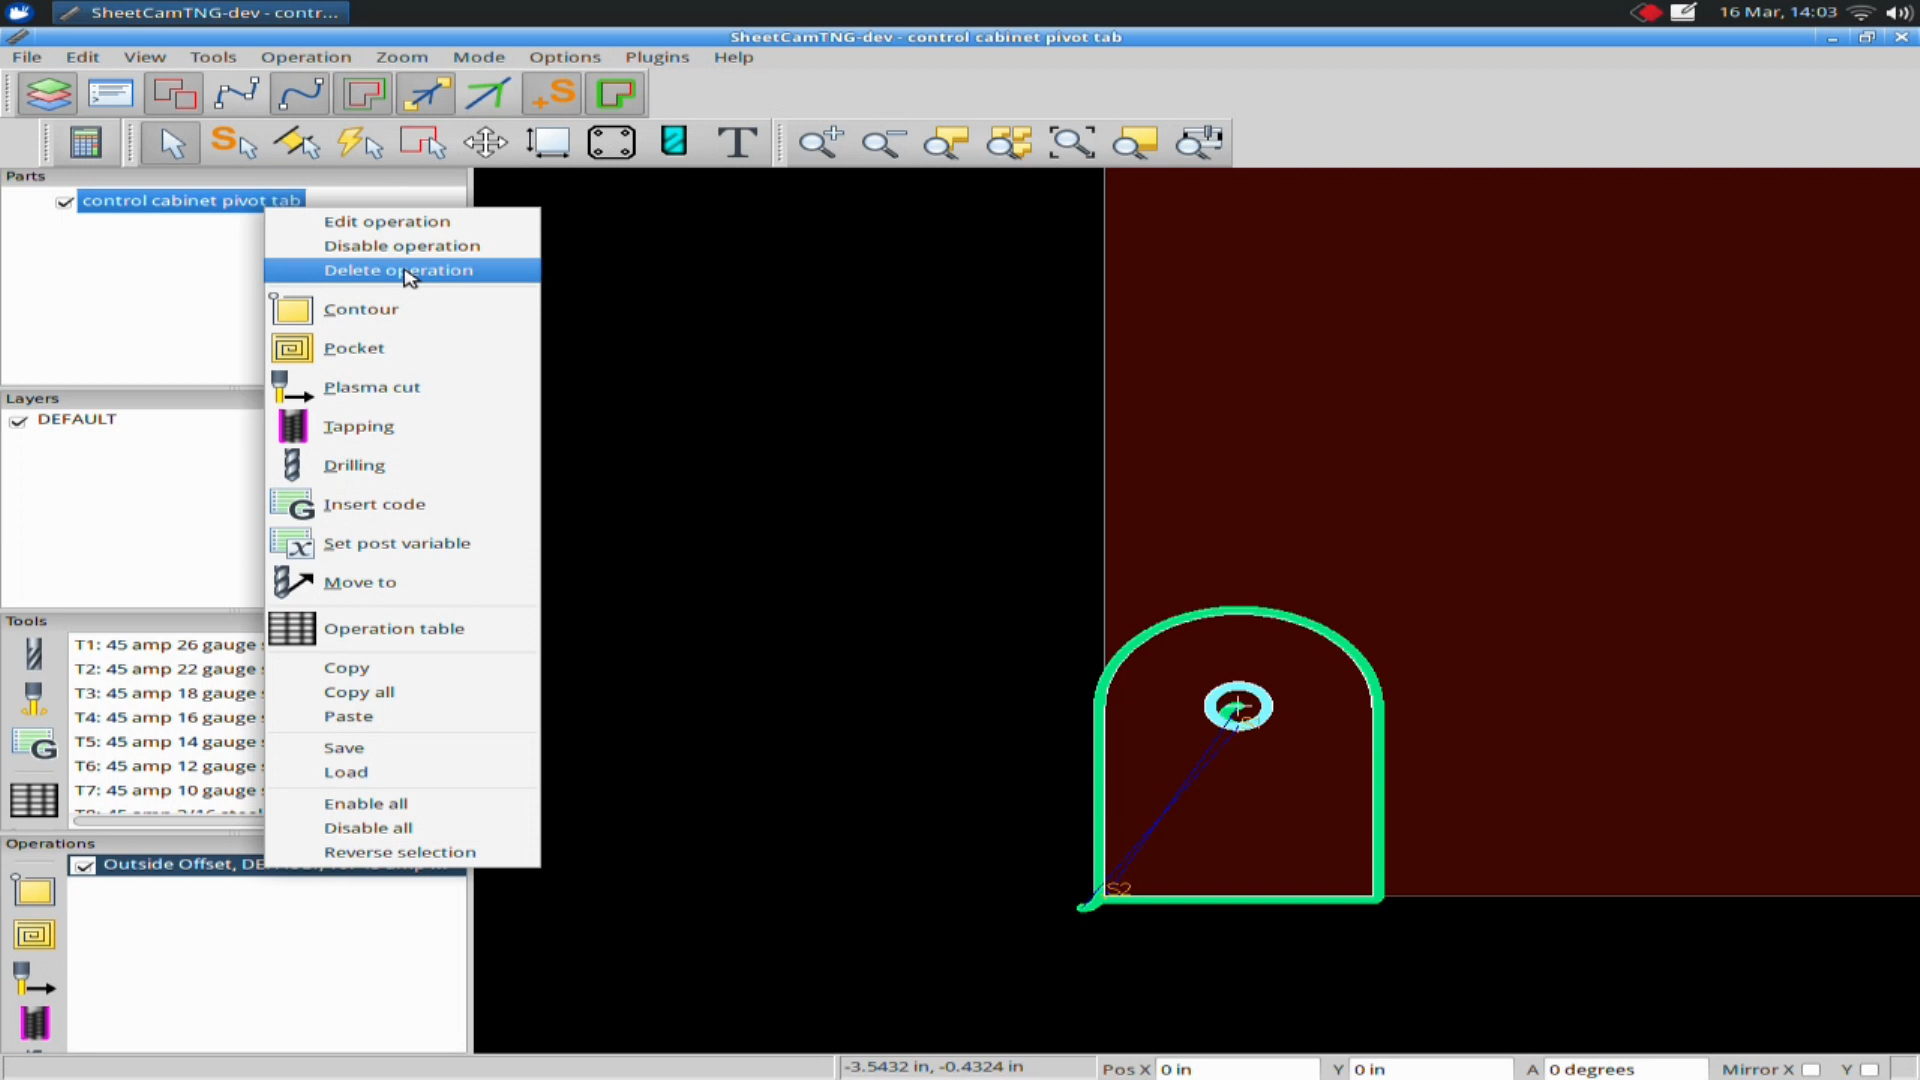 SheetCamTNG-dev - contr...
16 Mar, 14:03
SheetCamTNG-dev - control cabinet pivot tab
File Edit View Tools Operation Zoom Mode Options Plugins Help
+S
S T
Parts
control cabinet pivot tab
Edit operation
Disable operation
Delete operation
Contour
Pocket
Plasma cut
Tapping
Drilling
G Insert code
x Set post variable
Move to
Operation table
Copy
Copy all
Paste
Save
Load
Enable all
Disable all
Reverse selection
Layers
DEFAULT
Tools
T1: 45 amp 26 gauge
T2: 45 amp 22 gauge
T3: 45 amp 18 gauge
T4: 45 amp 16 gauge
T5: 45 amp 14 gauge
T6: 45 amp 12 gauge
T7: 45 amp 10 gauge
G
Operations
Outside Offset,
S2
-3.5432 in, -0.4324 in
Pos X 0 in Y 0 in A 0 degrees Mirror X Y